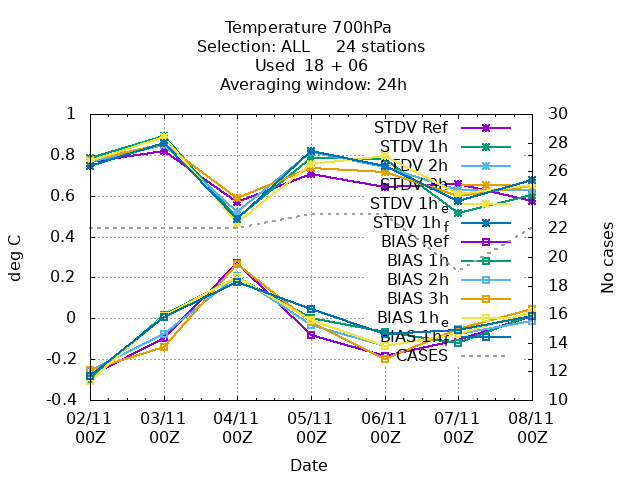 Temperature 700hPa
Selection: ALL 24 stations
Used 18 + 06
Averaging window: 24h
deg C
1
0.8
0.6
0.4
0.2
0
-0.2
-0.4
30
28
26
24
22
20
18
16
14
12
10
No cases
STDV Ref
STDV 1h
STDV 2h
STDV 3h
STDV 1he
STDV 1hf
BIAS Ref
BIAS 1h
BIAS 2h
BIAS 3h
BIAS 1he
BIAS 1hf
CASES
02/11 03/11 04/11 05/11 06/11 07/11 08/11
00Z 00Z 00Z 00Z 00Z 00Z 00Z
Date